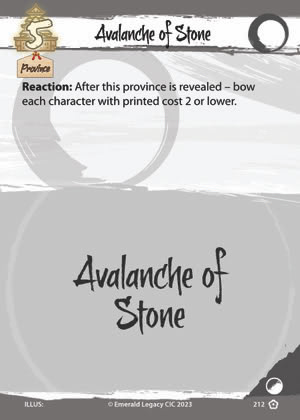 5
Avalanche of Stone
Province
Reaction: After this province is revealed – bow
each character with printed cost 2 or lower.
Avalanche of
Stone
ILLUS:
© Emerald Legacy CIC 2023
212